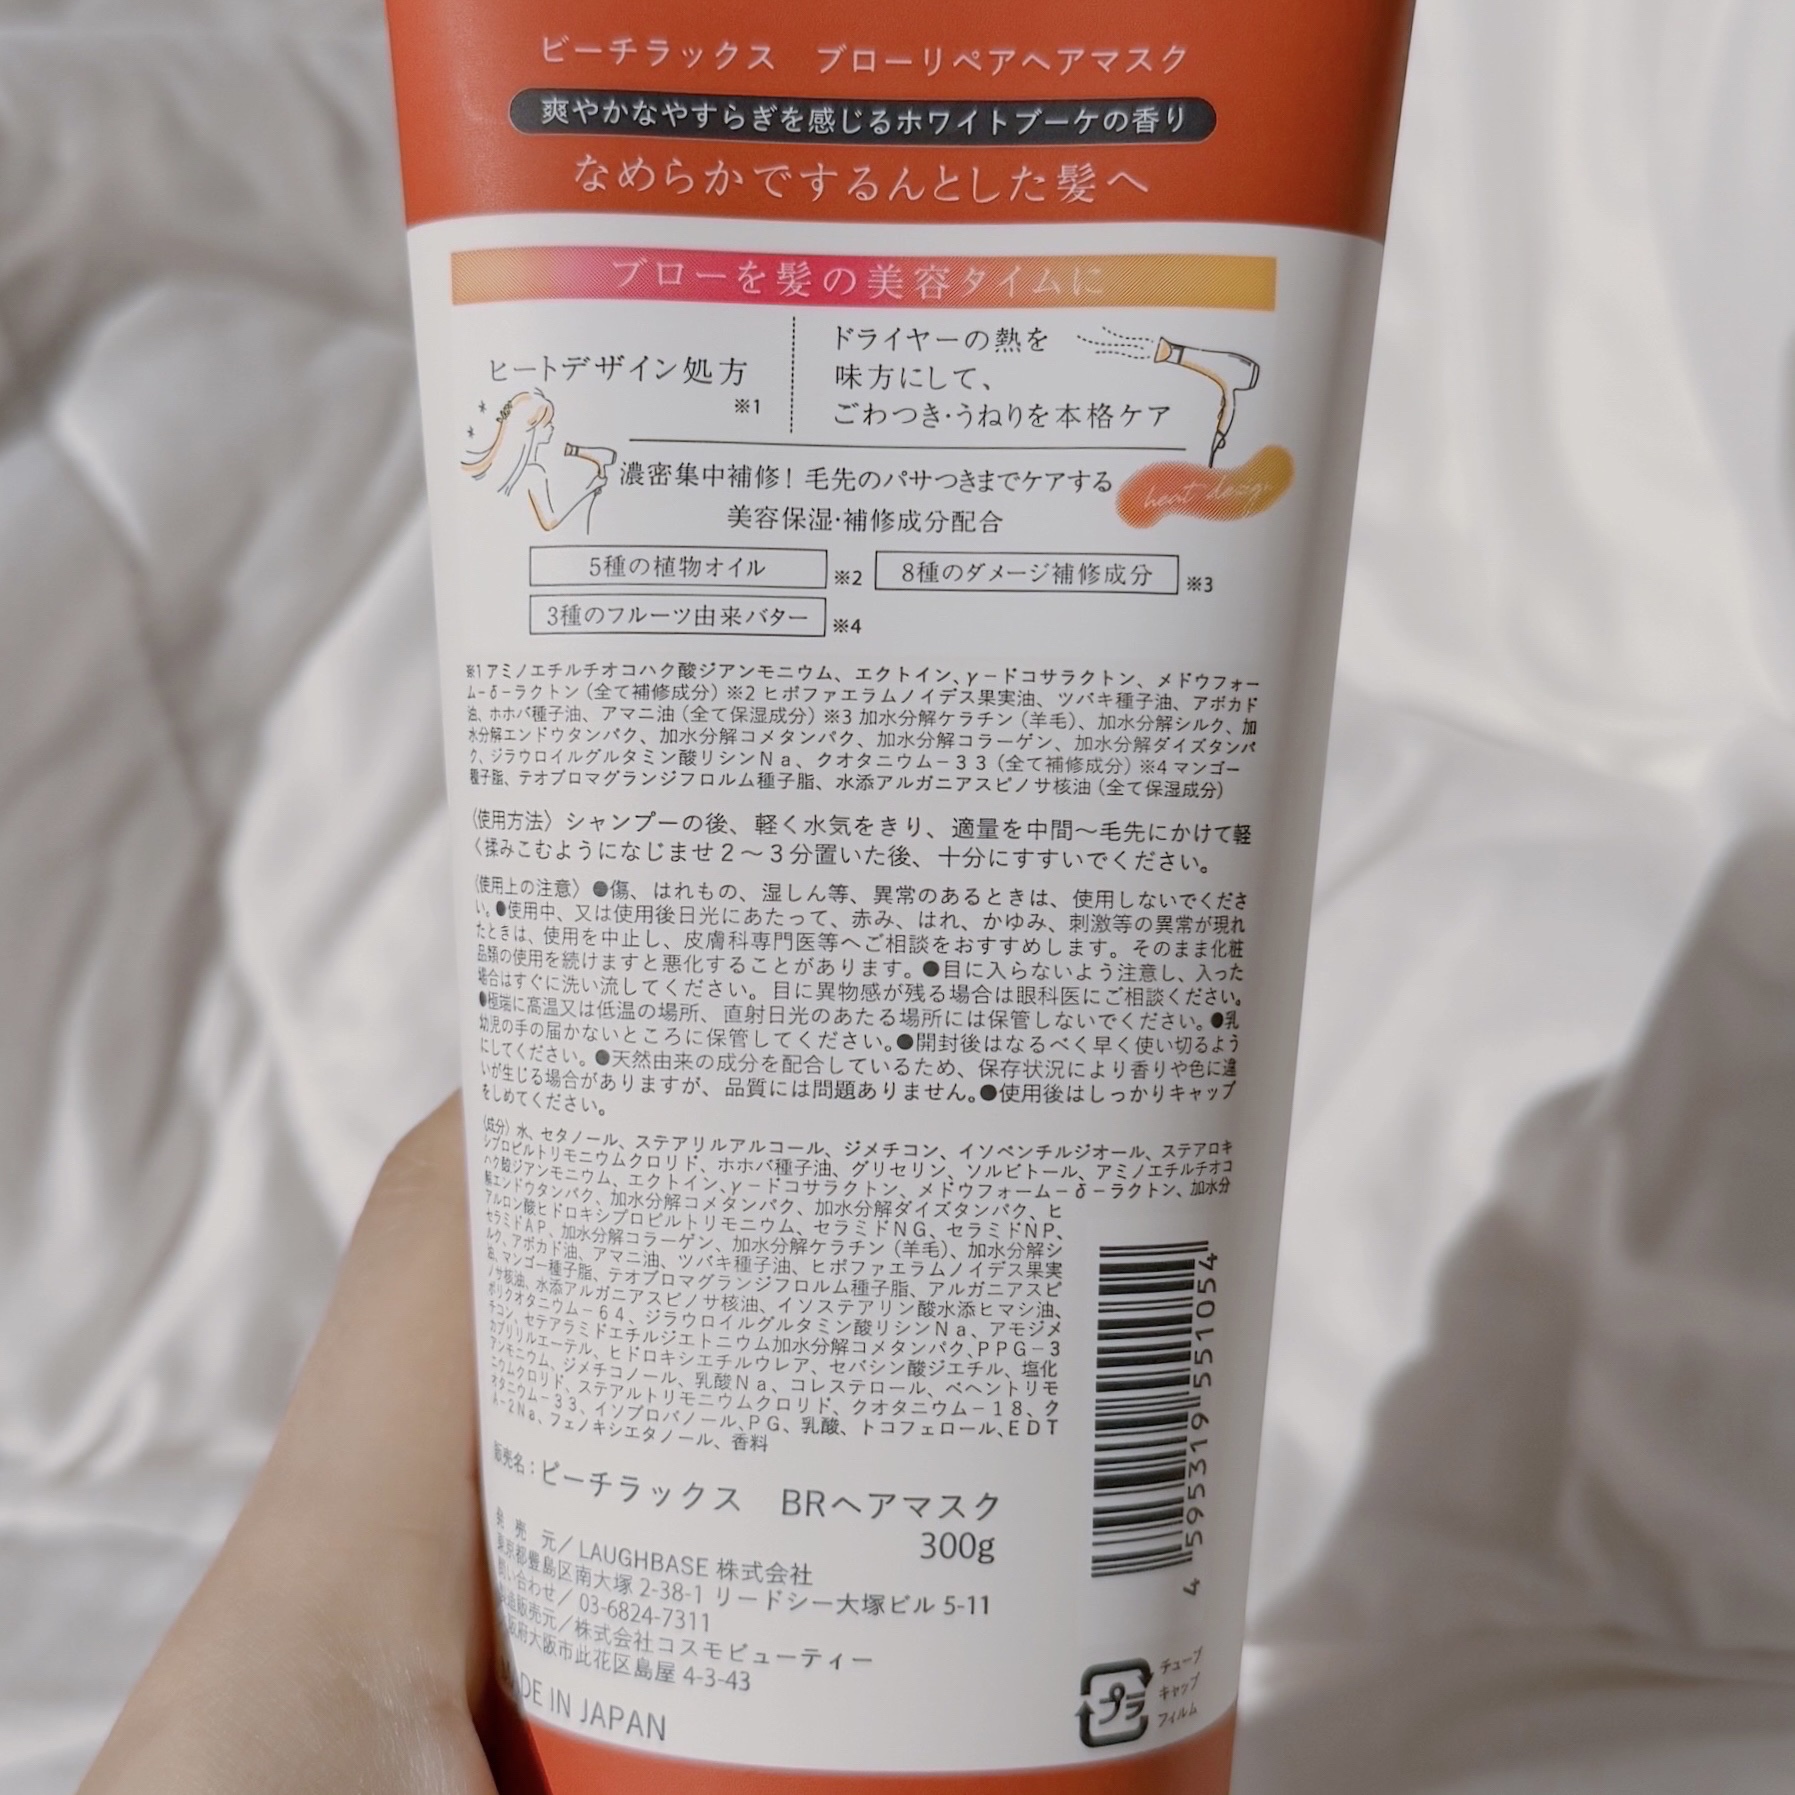 ビーチラックス　ブローリペアヘアマスク
爽やかなやすらぎを感じるホワイトブーケの香り
なめらかでするんとした髪へ
ブローを髪の美容タイムに
ヒートデザイン処方
※1
ドライヤーの熱を
味方にして、
ごわつき・うねりを本格ケア
heat design
濃密集中補修！毛先のパサつきまでケアする
美容保湿・補修成分配合
5種の植物オイル ※2
8種のダメージ補修成分 ※3
3種のフルーツ由来バター ※4
※1 アミノエチルチオコハク酸ジアンモニウム、エクトイン、γ－ドコサラクトン、メドウフォー
ム－δ－ラクトン（全て補修成分）※2 ヒポファエラムノイデス果実油、ツバキ種子油、アボカド
油、ホホバ種子油、アマニ油（全て保湿成分）※3 加水分解ケラチン（羊毛）、加水分解シルク、加
水分解エンドウタンパク、加水分解コメタンパク、加水分解コラーゲン、加水分解ダイズタンパ
ク、ジラウロイルグルタミン酸リシンＮａ、クオタニウム－３３（全て補修成分）※4 マンゴー
種子脂、テオブロマグランジフロルム種子脂、水添アルガニアスピノサ核油（全て保湿成分）
〈使用方法〉シャンプーの後、軽く水気をきり、適量を中間～毛先にかけて軽
く揉みこむようになじませ２～３分置いた後、十分にすすいでください。
〈使用上の注意〉●傷、はれもの、湿しん等、異常のあるときは、使用しないでくださ
い。●使用中、又は使用後日光にあたって、赤み、はれ、かゆみ、刺激等の異常が現れ
たときは、使用を中止し、皮膚科専門医等へご相談をおすすめします。そのまま化粧
品類の使用を続けますと悪化することがあります。●目に入らないよう注意し、入った
場合はすぐに洗い流してください。目に異物感が残る場合は眼科医にご相談ください。
●極端に高温又は低温の場所、直射日光のあたる場所には保管しないでください。●乳
幼児の手の届かないところに保管してください。●開封後はなるべく早く使い切るよう
にしてください。●天然由来の成分を配合しているため、保存状況により香りや色に違
いが生じる場合がありますが、品質には問題ありません。●使用後はしっかりキャップ
をしめてください。
〈成分〉水、セタノール、ステアリルアルコール、ジメチコン、イソペンチルジオール、ステアロキ
シプロピルトリモニウムクロリド、ホホバ種子油、グリセリン、ソルビトール、アミノエチルチオコ
ハク酸ジアンモニウム、エクトイン、γ－ドコサラクトン、メドウフォーム－δ－ラクトン、加水分
解エンドウタンパク、加水分解コメタンパク、加水分解ダイズタンパク、ヒ
アルロン酸ヒドロキシプロピルトリモニウム、セラミドＮＧ、セラミドＮＰ、
セラミドＡＰ、加水分解コラーゲン、加水分解ケラチン（羊毛）、加水分解シ
ルク、アボカド油、アマニ油、ツバキ種子油、ヒポファエラムノイデス果実
油、マンゴー種子脂、テオブロマグランジフロルム種子脂、アルガニアスピ
ノサ核油、水添アルガニアスピノサ核油、イソステアリン酸水添ヒマシ油、
ポリクオタニウム－６４、ジラウロイルグルタミン酸リシンＮａ、アモジメ
チコン、セテアラミドエチルジエトニウム加水分解コメタンパク、ＰＰＧ－３
カプリリルエーテル、ヒドロキシエチルウレア、セバシン酸ジエチル、塩化
アンモニウム、ジメチコノール、乳酸Ｎａ、コレステロール、ベヘントリモ
ニウムクロリド、ステアルトリモニウムクロリド、クオタニウム－１８、ク
オタニウム－３３、イソプロパノール、ＰＧ、乳酸、トコフェロール、ＥＤＴ
Ａ－２Ｎａ、フェノキシエタノール、香料
販売名：ビーチラックス　BRヘアマスク
300g
発　売　元／LAUGHBASE 株式会社
東京都豊島区南大塚 2-38-1 リードシー大塚ビル 5-11
問い合わせ／ 03-6824-7311
製造販売元／株式会社コスモビューティー
大阪府大阪市此花区島屋 4-3-43
MADE IN JAPAN
4 595319 551054
プラ
チューブ
キャップ
フィルム